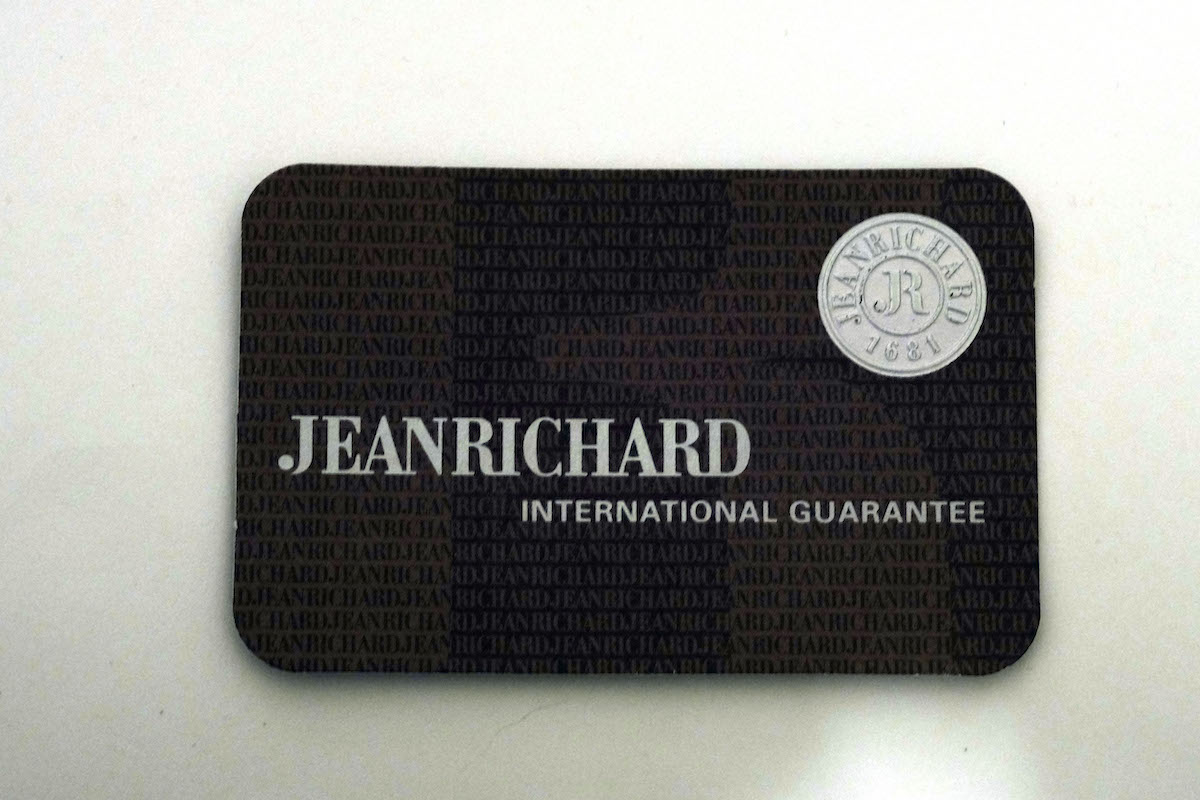 JEANRICHARD
JR
1681
JEANRICHARD
INTERNATIONAL GUARANTEE